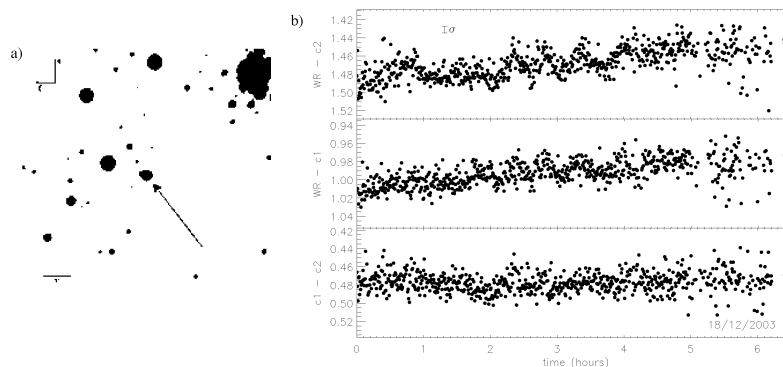 a)
b)
Iσ
WR - c2
1.42
1.44
1.46
1.48
1.50
1.52
WR - c1
0.94
0.96
0.98
1.00
1.02
1.04
c1 - c2
0.42
0.44
0.46
0.48
0.50
0.52
18/12/2003
0 1 2 3 4 5 6
time (hours)